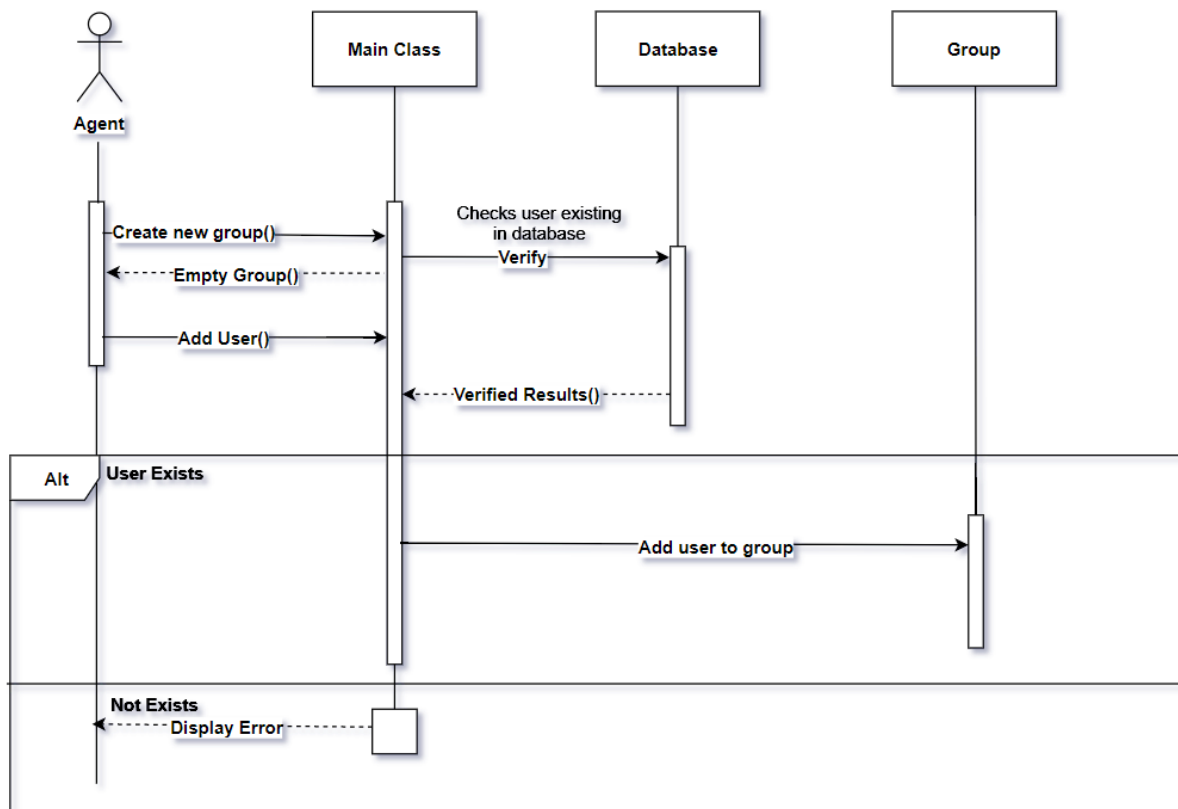 Main Class
Database
Group
Agent
Checks user existing
in database
Create new group()
Verify
Empty Group()
Add User()
Verified Results()
Alt
User Exists
Add user to group
Not Exists
Display Error